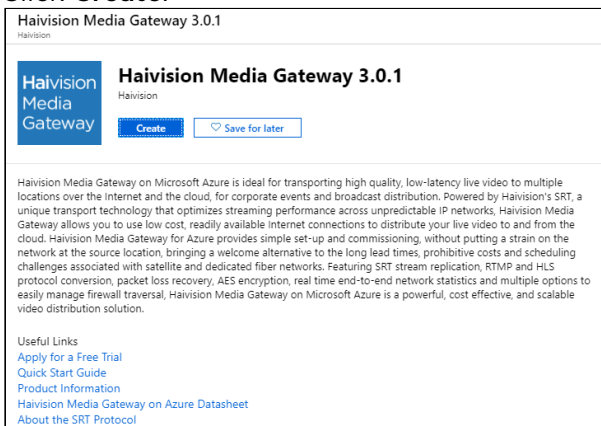 Haivision Media Gateway 3.0.1
Haivision
Haivision
Media
Gateway
Haivision Media Gateway 3.0.1
Haivision
Create
Save for later
Haivision Media Gateway on Microsoft Azure is ideal for transporting high quality, low-latency live video to multiple
locations over the Internet and the cloud, for corporate events and broadcast distribution. Powered by Haivision's SRT, a
unique transport technology that optimizes streaming performance across unpredictable IP networks, Haivision Media
Gateway allows you to use low cost, readily available Internet connections to distribute your live video to and from the
cloud. Haivision Media Gateway for Azure provides simple set-up and commissioning, without putting a strain on the
network at the source location, bringing a welcome alternative to the long lead times, prohibitive costs and scheduling
challenges associated with satellite and dedicated fiber networks. Featuring SRT stream replication, RTMP and HLS
protocol conversion, packet loss recovery, AES encryption, real time end-to-end network statistics and multiple options to
easily manage firewall traversal, Haivision Media Gateway on Microsoft Azure is a powerful, cost effective, and scalable
video distribution solution.
Useful Links
Apply for a Free Trial
Quick Start Guide
Product Information
Haivision Media Gateway on Azure Datasheet
About the SRT Protocol